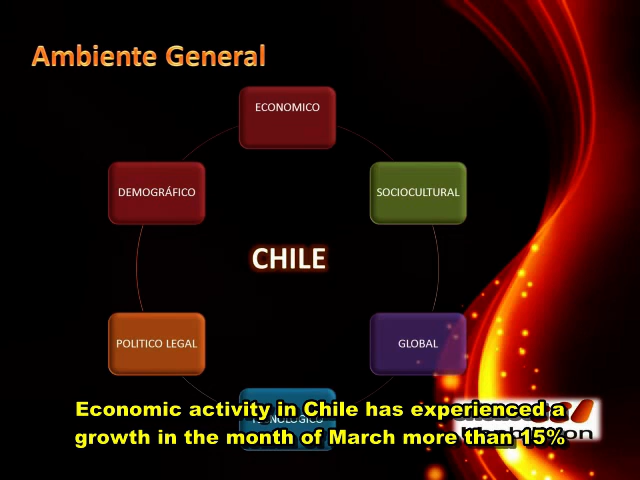 Ambiente General
ECONOMICO
DEMOGRÁFICO
SOCIOCULTURAL
CHILE
POLITICO LEGAL
GLOBAL
TECNOLOGICO
Economic activity in Chile has experienced a
growth in the month of March more than 15%